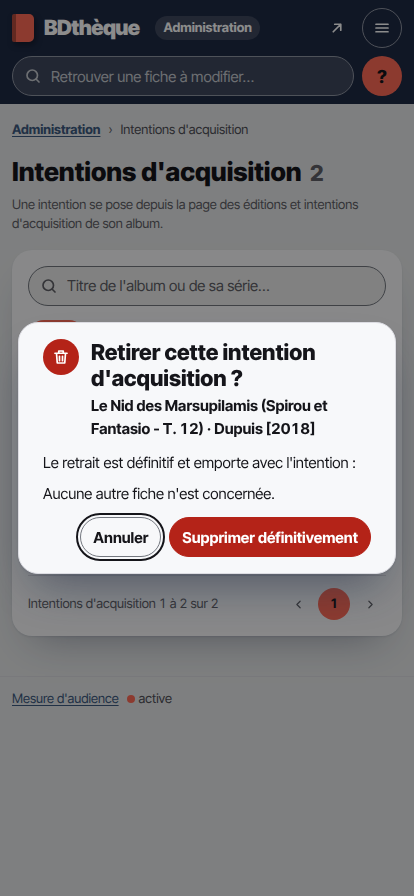 BDthèque Administration
Retrouver une fiche à modifier... ?
Administration › Intentions d'acquisition
Intentions d'acquisition 2
Une intention se pose depuis la page des éditions et intentions
d'acquisition de son album.
Titre de l'album ou de sa série...
Retirer cette intention
d'acquisition ?
Le Nid des Marsupilamis (Spirou et
Fantasio - T. 12) · Dupuis [2018]
Le retrait est définitif et emporte avec l'intention :
Aucune autre fiche n'est concernée.
Annuler Supprimer définitivement
Intentions d'acquisition 1 à 2 sur 2 ‹ 1 ›
Mesure d'audience active